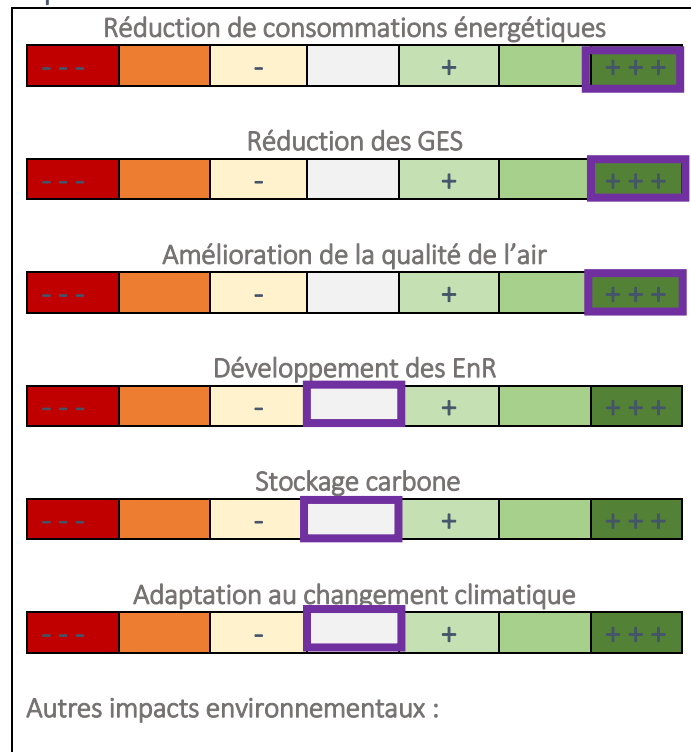 Réduction de consommations énergétiques
- - - - + + + +
Réduction des GES
- - - - + + + +
Amélioration de la qualité de l’air
- - - - + + + +
Développement des EnR
- - - - + + + +
Stockage carbone
- - - - + + + +
Adaptation au changement climatique
- - - - + + + +
Autres impacts environnementaux :